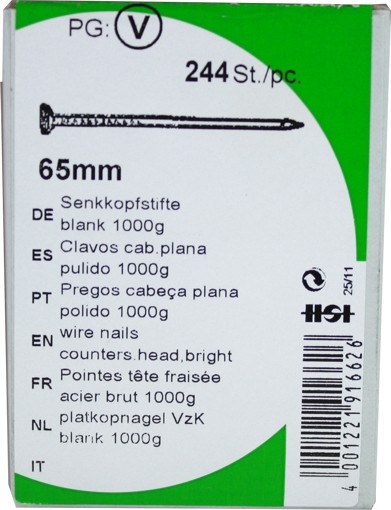 PG: V
244 St./pc.
65mm
DE Senkkopfstifte
blank 1000g
ES Clavos cab.plana
pulido 1000g
PT Pregos cabeça plana
polido 1000g
EN wire nails
counters.head,bright
FR Pointes tête fraisée
acier brut 1000g
NL platkopnagel VzK
blank 1000g
IT
25/11
HSI
4 001221 916626